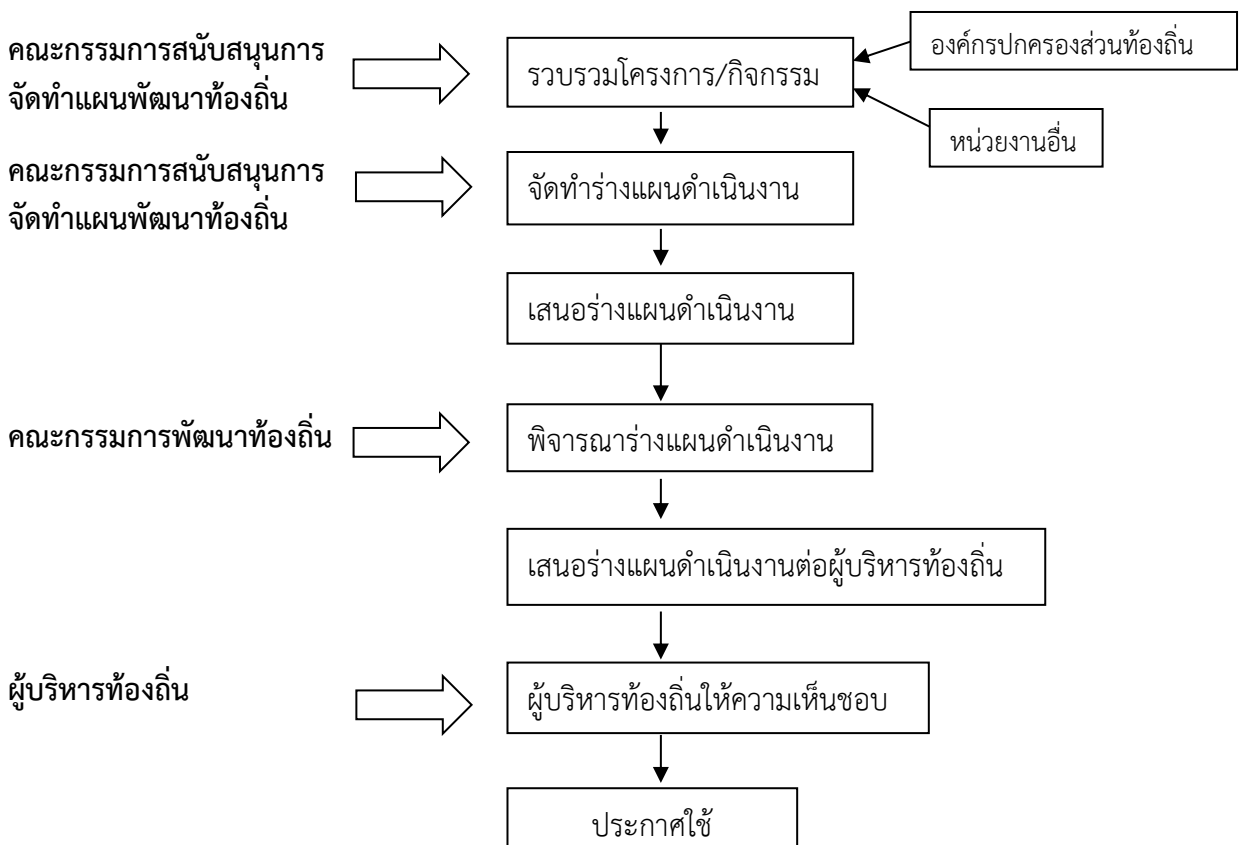 คณะกรรมการสนับสนุนการ
จัดทำแผนพัฒนาท้องถิ่น
รวบรวมโครงการ/กิจกรรม
องค์กรปกครองส่วนท้องถิ่น
หน่วยงานอื่น
คณะกรรมการสนับสนุนการ
จัดทำแผนพัฒนาท้องถิ่น
จัดทำร่างแผนดำเนินงาน
เสนอร่างแผนดำเนินงาน
คณะกรรมการพัฒนาท้องถิ่น
พิจารณาร่างแผนดำเนินงาน
เสนอร่างแผนดำเนินงานต่อผู้บริหารท้องถิ่น
ผู้บริหารท้องถิ่น
ผู้บริหารท้องถิ่นให้ความเห็นชอบ
ประกาศใช้